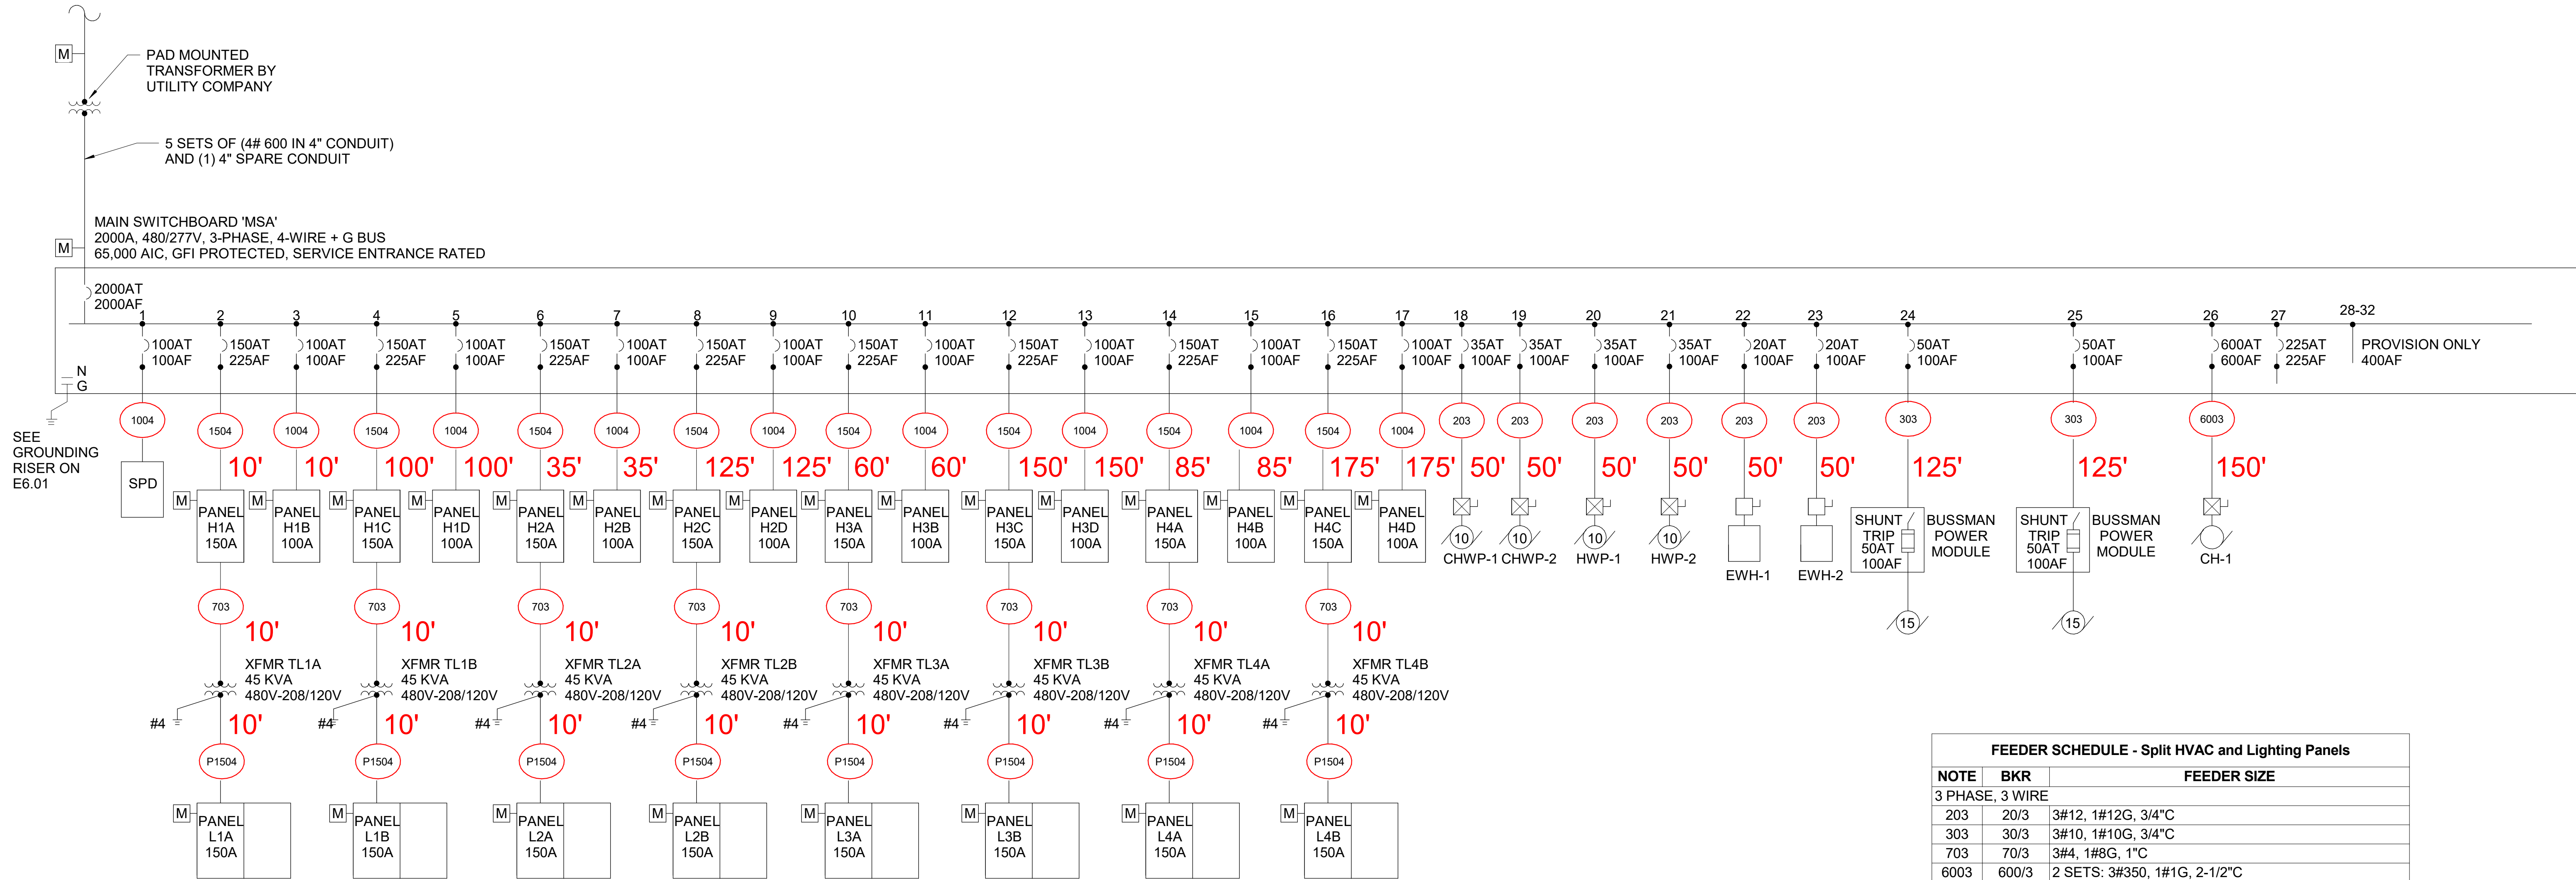 M
PAD MOUNTED
TRANSFORMER BY
UTILITY COMPANY
5 SETS OF (4# 600 IN 4" CONDUIT)
AND (1) 4" SPARE CONDUIT
MAIN SWITCHBOARD 'MSA'
2000A, 480/277V, 3-PHASE, 4-WIRE + G BUS
M
65,000 AIC, GFI PROTECTED, SERVICE ENTRANCE RATED
2000AT
2000AF
1 2 3 4 5 6 7 8 9 10 11 12 13 14 15 16 17 18 19 20 21 22 23 24 25 26 27 28-32
100AT 150AT 100AT 150AT 100AT 150AT 100AT 150AT 100AT 150AT 100AT 150AT 100AT 150AT 100AT 150AT 100AT 35AT 35AT 35AT 35AT 20AT 20AT 50AT 50AT 600AT 225AT PROVISION ONLY
100AF 225AF 100AF 225AF 100AF 225AF 100AF 225AF 100AF 225AF 100AF 225AF 100AF 225AF 100AF 225AF 100AF 100AF 100AF 100AF 100AF 100AF 100AF 100AF 100AF 600AF 225AF 400AF
N
G
SEE
GROUNDING
RISER ON
E6.01
1004 1504 1004 1504 1004 1504 1004 1504 1004 1504 1004 1504 1004 1504 1004 1504 1004 203 203 203 203 203 203 303 303 6003
10' 10' 100' 100' 35' 35' 125' 125' 60' 60' 150' 150' 85' 85' 175' 175' 50' 50' 50' 50' 50' 50' 125' 125' 150'
SPD
M M M M M M M M M M M M M M M M
PANEL PANEL PANEL PANEL PANEL PANEL PANEL PANEL PANEL PANEL PANEL PANEL PANEL PANEL PANEL PANEL
H1A H1B H1C H1D H2A H2B H2C H2D H3A H3B H3C H3D H4A H4B H4C H4D
150A 100A 150A 100A 150A 100A 150A 100A 150A 100A 150A 100A 150A 100A 150A 100A
10 10 10 10
CHWP-1 CHWP-2 HWP-1 HWP-2
EWH-1 EWH-2
SHUNT
TRIP
50AT
100AF
BUSSMAN
POWER
MODULE
15
SHUNT
TRIP
50AT
100AF
BUSSMAN
POWER
MODULE
15
CH-1
703 703 703 703 703 703 703 703
10' 10' 10' 10' 10' 10' 10' 10'
XFMR TL1A XFMR TL1B XFMR TL2A XFMR TL2B XFMR TL3A XFMR TL3B XFMR TL4A XFMR TL4B
45 KVA 45 KVA 45 KVA 45 KVA 45 KVA 45 KVA 45 KVA 45 KVA
480V-208/120V 480V-208/120V 480V-208/120V 480V-208/120V 480V-208/120V 480V-208/120V 480V-208/120V 480V-208/120V
#4 #4 #4 #4 #4 #4 #4 #4
10' 10' 10' 10' 10' 10' 10' 10'
P1504 P1504 P1504 P1504 P1504 P1504 P1504 P1504
M M M M M M M M
PANEL PANEL PANEL PANEL PANEL PANEL PANEL PANEL
L1A L1B L2A L2B L3A L3B L4A L4B
150A 150A 150A 150A 150A 150A 150A 150A
FEEDER SCHEDULE - Split HVAC and Lighting Panels
NOTE BKR FEEDER SIZE
3 PHASE, 3 WIRE
203 20/3 3#12, 1#12G, 3/4"C
303 30/3 3#10, 1#10G, 3/4"C
703 70/3 3#4, 1#8G, 1"C
6003 600/3 2 SETS: 3#350, 1#1G, 2-1/2"C